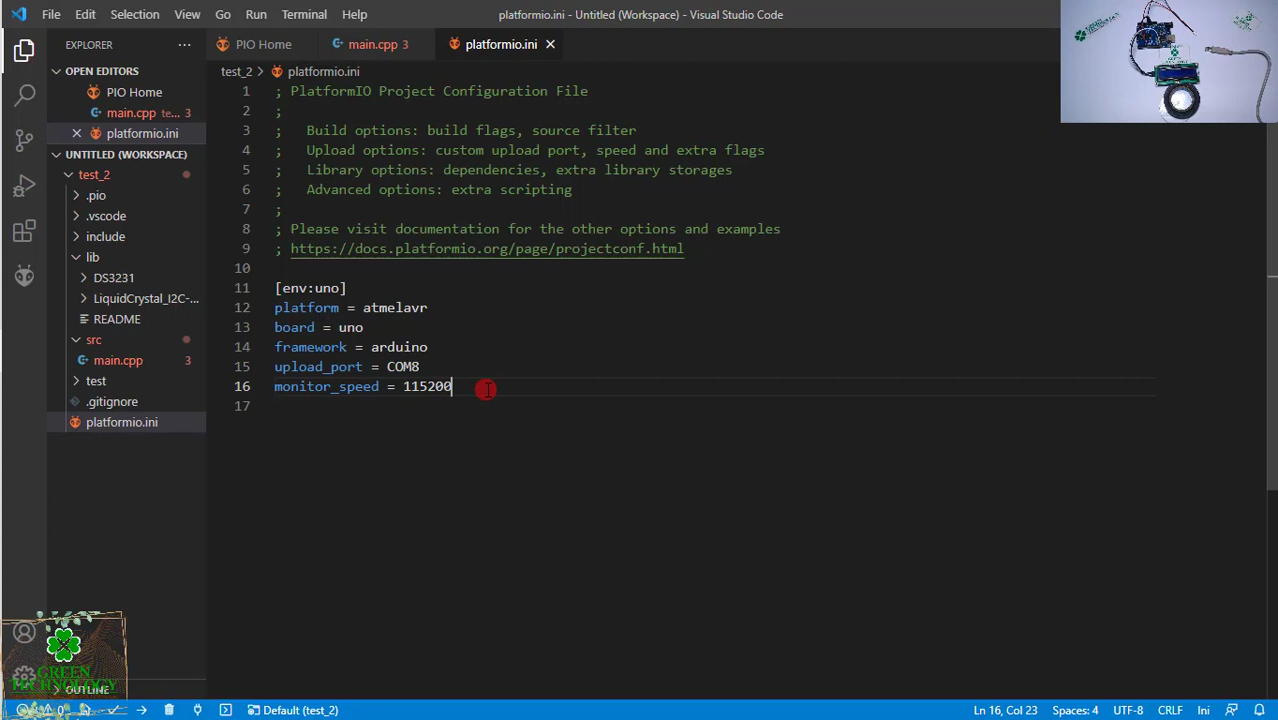 File Edit Selection View Go Run Terminal Help
platformio.ini - Untitled (Workspace) - Visual Studio Code
EXPLORER
PIO Home
main.cpp 3
platformio.ini
OPEN EDITORS
PIO Home
main.cpp te... 3
platformio.ini
UNTITLED (WORKSPACE)
test_2
.pio
.vscode
include
lib
DS3231
LiquidCrystal_I2C-...
README
src
main.cpp 3
test
.gitignore
platformio.ini
OUTLINE
test_2 > platformio.ini
1 ; PlatformIO Project Configuration File
2 ;
3 ; Build options: build flags, source filter
4 ; Upload options: custom upload port, speed and extra flags
5 ; Library options: dependencies, extra library storages
6 ; Advanced options: extra scripting
7 ;
8 ; Please visit documentation for the other options and examples
9 ; https://docs.platformio.org/page/projectconf.html
10
11 [env:uno]
12 platform = atmelavr
13 board = uno
14 framework = arduino
15 upload_port = COM8
16 monitor_speed = 115200
17
GREEN
TECHNOLOGY
0 0
Default (test_2)
Ln 16, Col 23 Spaces: 4 UTF-8 CRLF Ini